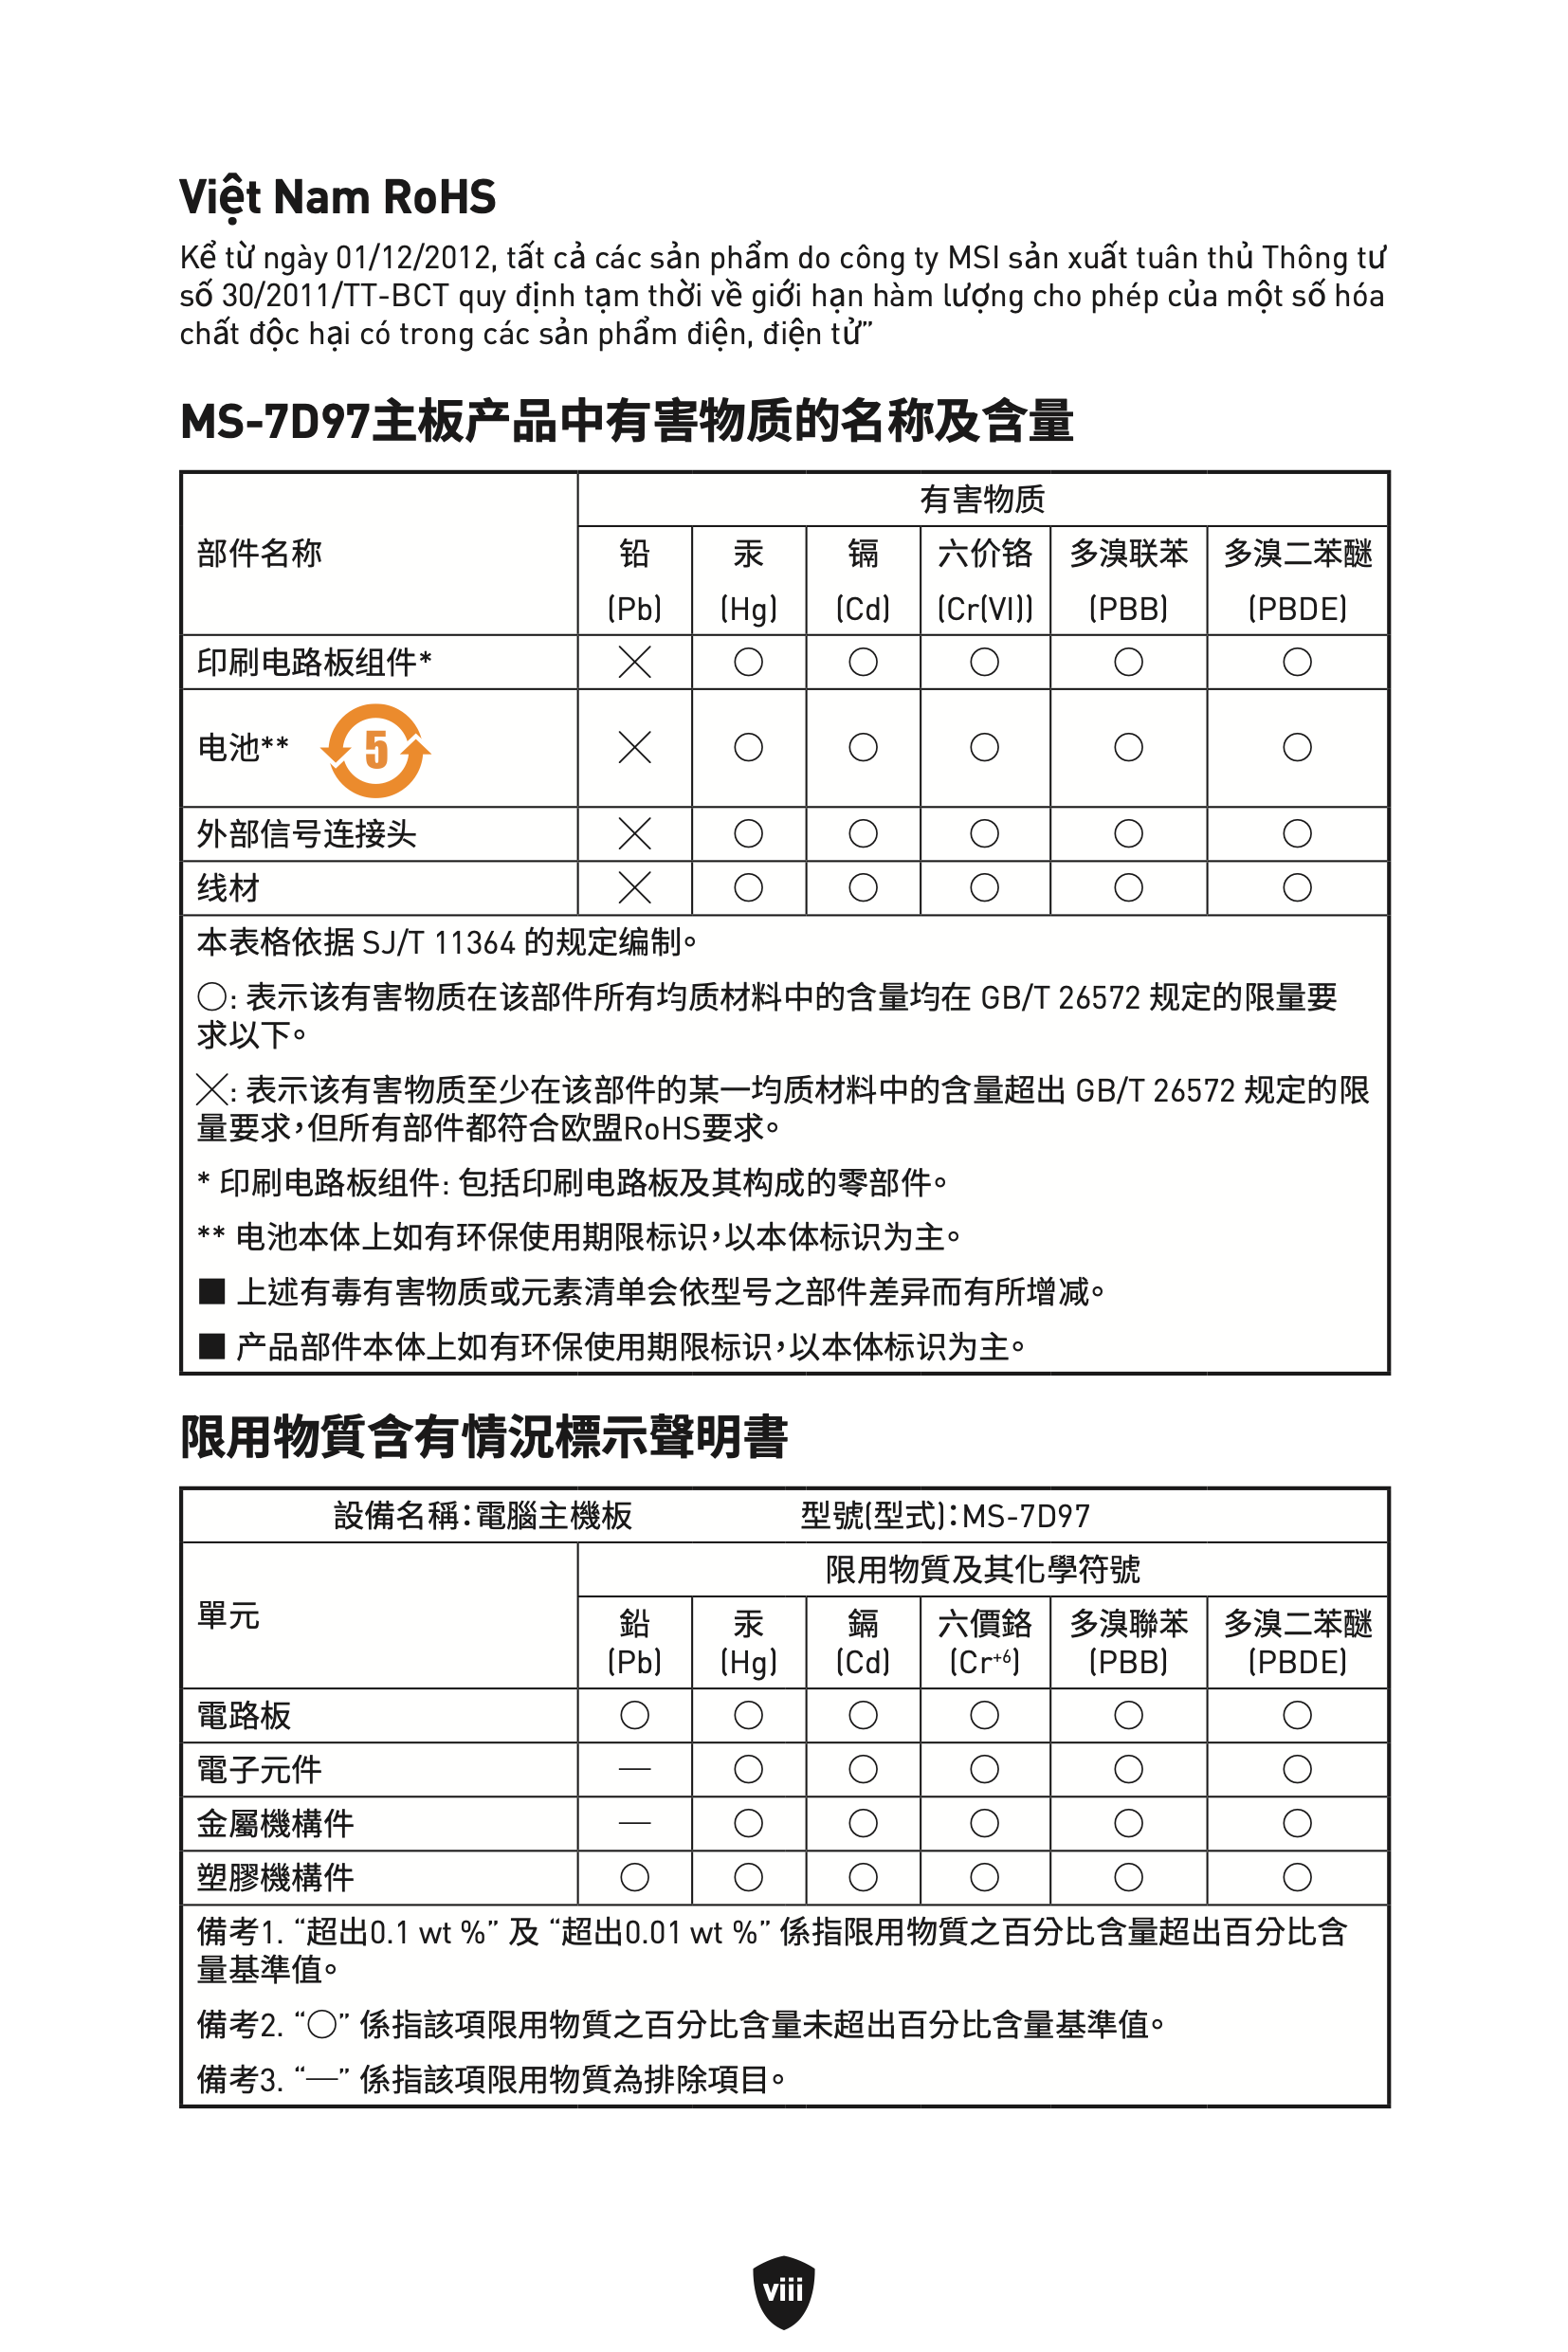 Việt Nam RoHS
Kể từ ngày 01/12/2012, tất cả các sản phẩm do công ty MSI sản xuất tuân thủ Thông tư
số 30/2011/TT-BCT quy định tạm thời về giới hạn hàm lượng cho phép của một số hóa
chất độc hại có trong các sản phẩm điện, điện tử”
MS-7D97主板产品中有害物质的名称及含量
部件名称 有害物质
铅 汞 镉 六价铬 多溴联苯 多溴二苯醚
(Pb) (Hg) (Cd) (Cr(VI)) (PBB) (PBDE)
印刷电路板组件* ╳ ○ ○ ○ ○ ○
电池** 5 ╳ ○ ○ ○ ○ ○
外部信号连接头 ╳ ○ ○ ○ ○ ○
线材 ╳ ○ ○ ○ ○ ○
本表格依据 SJ/T 11364 的规定编制。
○: 表示该有害物质在该部件所有均质材料中的含量均在 GB/T 26572 规定的限量要
求以下。
╳: 表示该有害物质至少在该部件的某一均质材料中的含量超出 GB/T 26572 规定的限
量要求,但所有部件都符合欧盟RoHS要求。
* 印刷电路板组件: 包括印刷电路板及其构成的零部件。
** 电池本体上如有环保使用期限标识,以本体标识为主。
■ 上述有毒有害物质或元素清单会依型号之部件差异而有所增减。
■ 产品部件本体上如有环保使用期限标识,以本体标识为主。
限用物質含有情況標示聲明書
設備名稱:電腦主機板 型號(型式):MS-7D97
單元 限用物質及其化學符號
鉛 汞 鎘 六價鉻 多溴聯苯 多溴二苯醚
(Pb) (Hg) (Cd) (Cr+6) (PBB) (PBDE)
電路板 ○ ○ ○ ○ ○ ○
電子元件 — ○ ○ ○ ○ ○
金屬機構件 — ○ ○ ○ ○ ○
塑膠機構件 ○ ○ ○ ○ ○ ○
備考1. “超出0.1 wt %” 及 “超出0.01 wt %” 係指限用物質之百分比含量超出百分比含
量基準值。
備考2. “○” 係指該項限用物質之百分比含量未超出百分比含量基準值。
備考3. “—” 係指該項限用物質為排除項目。
viii